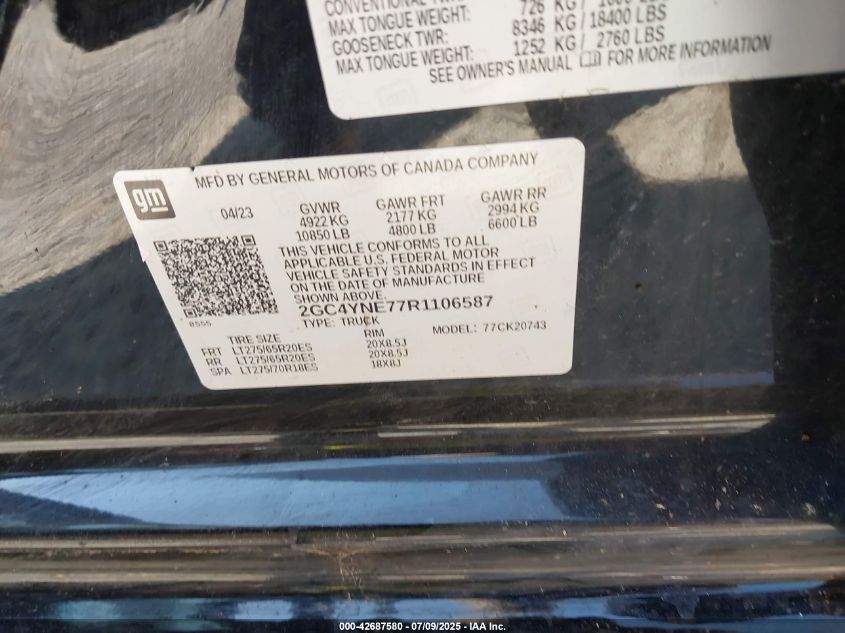 CONVENTIONAL TWR: 
MAX TONGUE WEIGHT: 726 KG /
GOOSENECK TWR: 8346 KG / 18400 LBS
MAX TONGUE WEIGHT: 1252 KG / 2760 LBS
SEE OWNER'S MANUAL FOR MORE INFORMATION
gm
MFD BY GENERAL MOTORS OF CANADA COMPANY
04/23 GVWR GAWR FRT GAWR RR
4922 KG 2177 KG 2994 KG
10850 LB 4800 LB 6600 LB
THIS VEHICLE CONFORMS TO ALL
APPLICABLE U.S. FEDERAL MOTOR
VEHICLE SAFETY STANDARDS IN EFFECT
ON THE DATE OF MANUFACTURE
SHOWN ABOVE.
2GC4YNE77R1106587
8555
TYPE: TRUCK MODEL: 77CK20743
TIRE SIZE RIM
FRT LT275/65R20ES 20X8.5J
RR LT275/65R20ES 20X8.5J
SPA LT275/70R18ES 18X8J
000-42687580 - 07/09/2025 - IAA Inc.